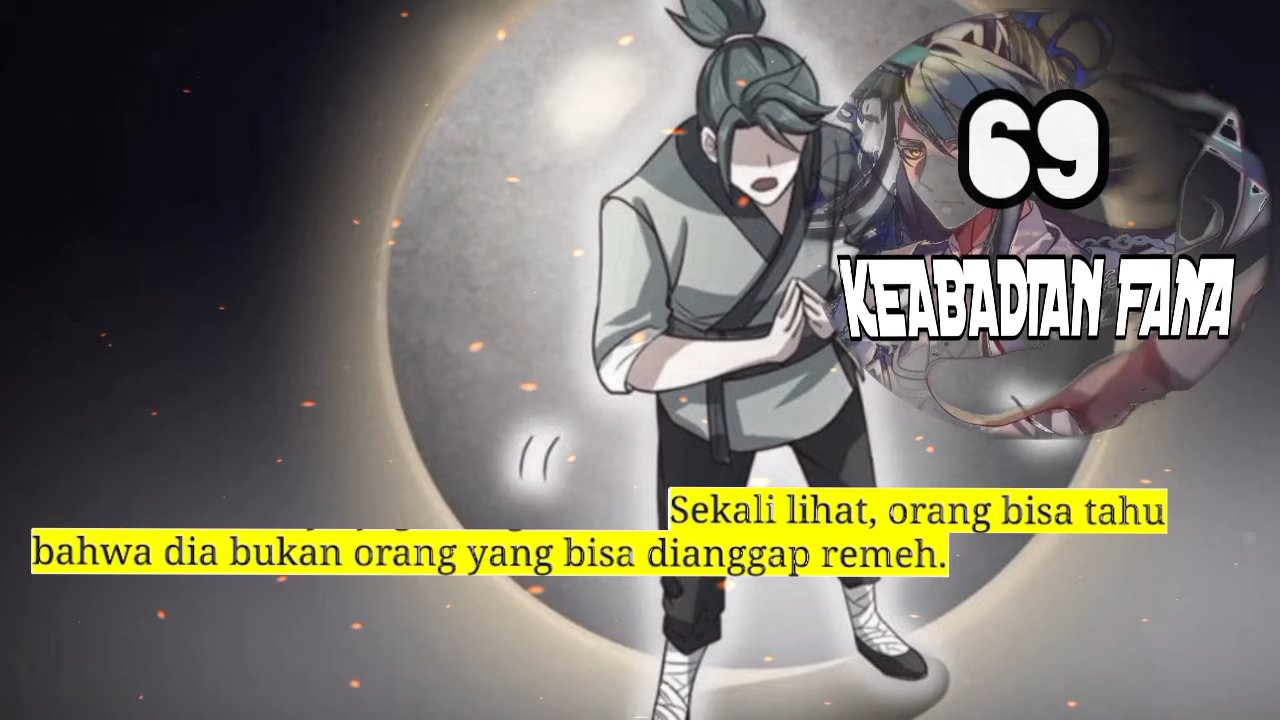 69
KEABADIAN FANA
Sekali lihat, orang bisa tahu
bahwa dia bukan orang yang bisa dianggap remeh.